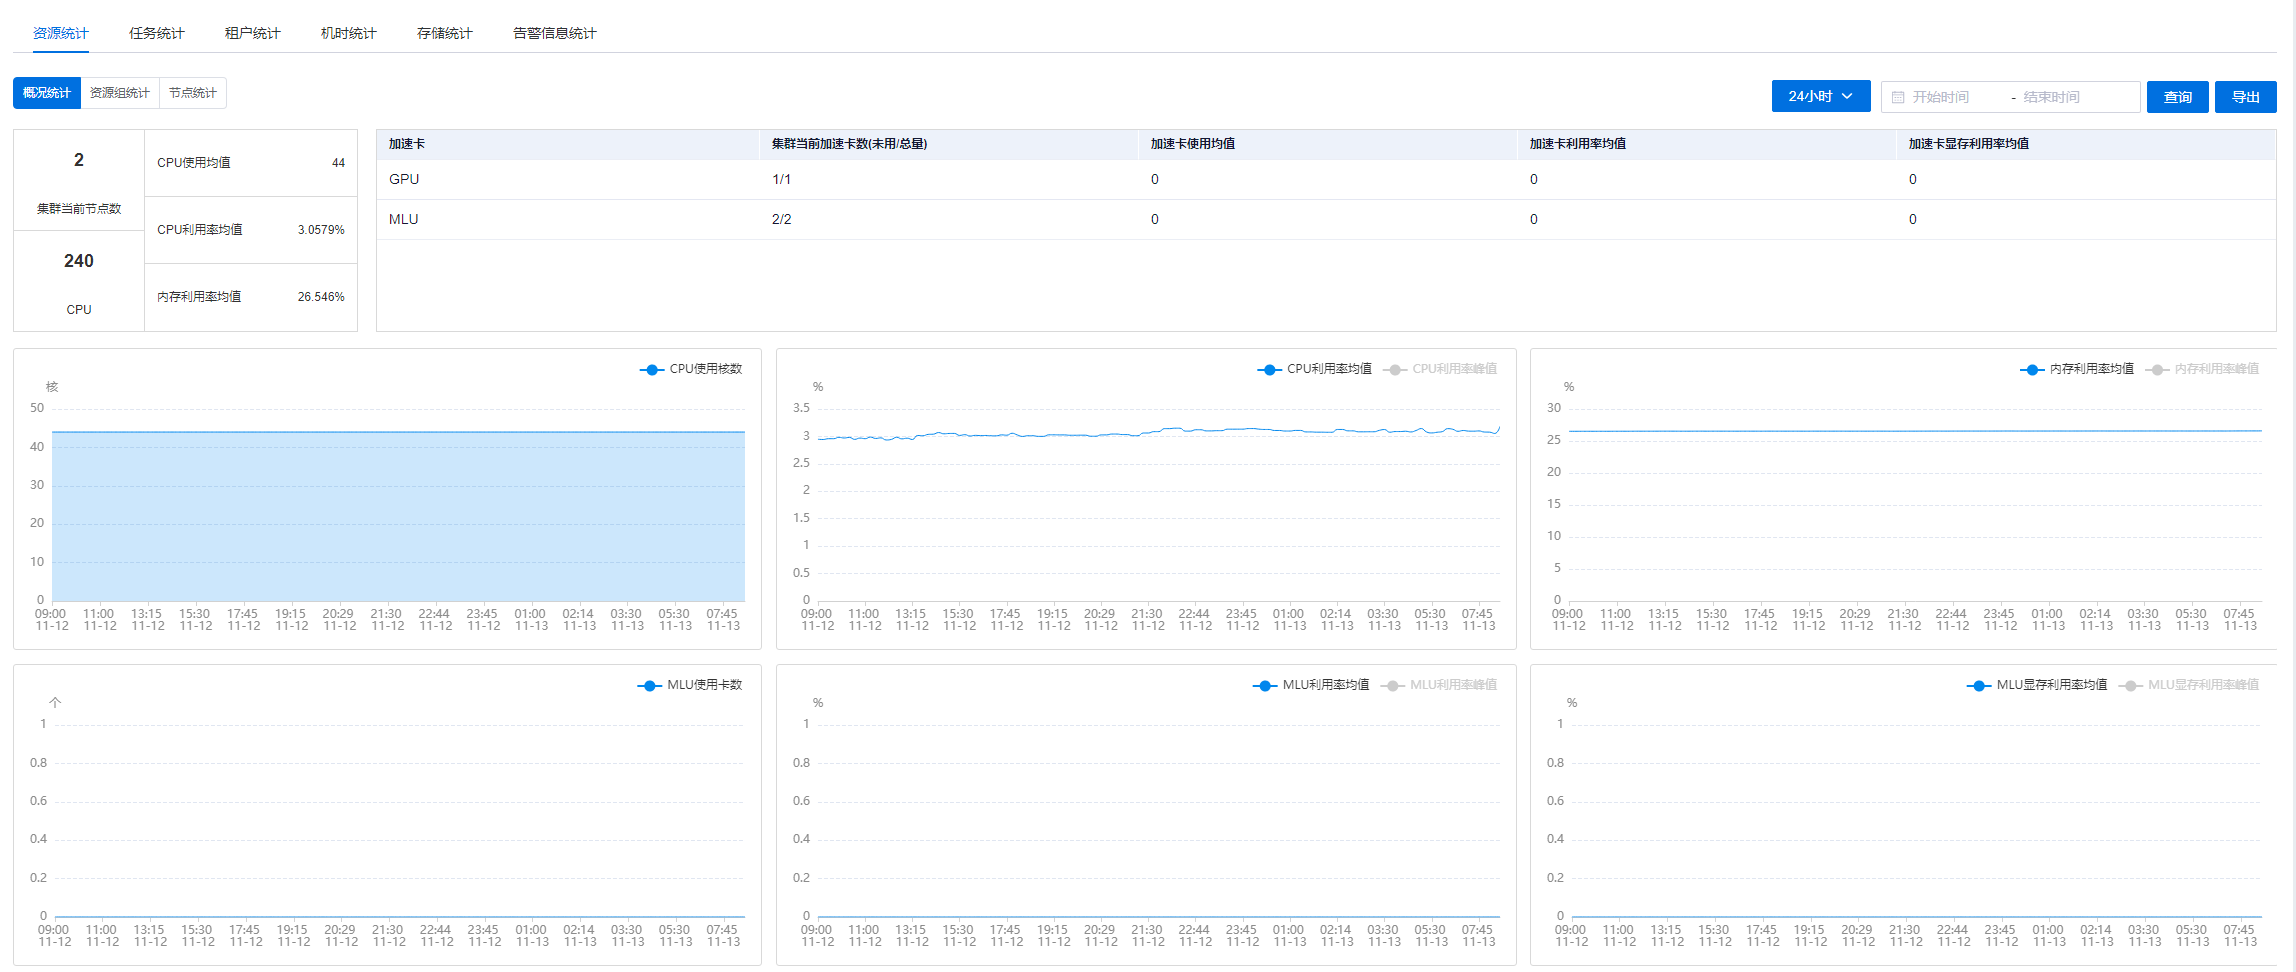 资源统计 任务统计 租户统计 机时统计 存储统计 告警信息统计
概况统计 资源组统计 节点统计
24小时 开始时间 - 结束时间 查询 导出
2
集群当前节点数
240
CPU
CPU使用均值 44
CPU利用率均值 3.0579%
内存利用率均值 26.546%
加速卡 集群当前加速卡数(未用/总量) 加速卡使用均值 加速卡利用率均值 加速卡显存利用率均值
GPU 1/1 0 0 0
MLU 2/2 0 0 0
CPU使用核数
核
50
40
30
20
10
0
09:00 11:00 13:15 15:30 17:45 19:15 20:29 21:30 22:44 23:45 01:00 02:14 03:30 05:30 07:45
11-12 11-12 11-12 11-12 11-12 11-12 11-12 11-12 11-12 11-12 11-13 11-13 11-13 11-13 11-13
CPU利用率均值 CPU利用率峰值
%
3.5
3
2.5
2
1.5
1
0.5
0
09:00 11:00 13:15 15:30 17:45 19:15 20:29 21:30 22:44 23:45 01:00 02:14 03:30 05:30 07:45
11-12 11-12 11-12 11-12 11-12 11-12 11-12 11-12 11-12 11-12 11-13 11-13 11-13 11-13 11-13
内存利用率均值 内存利用率峰值
%
30
25
20
15
10
5
0
09:00 11:00 13:15 15:30 17:45 19:15 20:29 21:30 22:44 23:45 01:00 02:14 03:30 05:30 07:45
11-12 11-12 11-12 11-12 11-12 11-12 11-12 11-12 11-12 11-12 11-13 11-13 11-13 11-13 11-13
MLU使用卡数
个
1
0.8
0.6
0.4
0.2
0
09:00 11:00 13:15 15:30 17:45 19:15 20:29 21:30 22:44 23:45 01:00 02:14 03:30 05:30 07:45
11-12 11-12 11-12 11-12 11-12 11-12 11-12 11-12 11-12 11-12 11-13 11-13 11-13 11-13 11-13
MLU利用率均值 MLU利用率峰值
%
1
0.8
0.6
0.4
0.2
0
09:00 11:00 13:15 15:30 17:45 19:15 20:29 21:30 22:44 23:45 01:00 02:14 03:30 05:30 07:45
11-12 11-12 11-12 11-12 11-12 11-12 11-12 11-12 11-12 11-12 11-13 11-13 11-13 11-13 11-13
MLU显存利用率均值 MLU显存利用率峰值
%
1
0.8
0.6
0.4
0.2
0
09:00 11:00 13:15 15:30 17:45 19:15 20:29 21:30 22:44 23:45 01:00 02:14 03:30 05:30 07:45
11-12 11-12 11-12 11-12 11-12 11-12 11-12 11-12 11-12 11-12 11-13 11-13 11-13 11-13 11-13